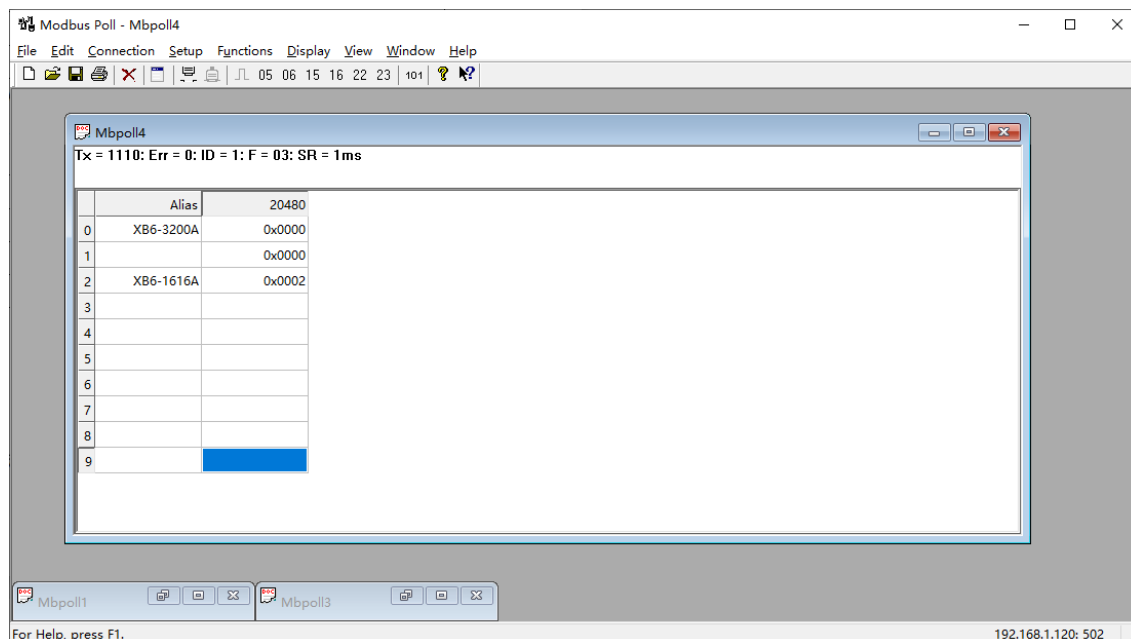 Modbus Poll - Mbpoll4
File Edit Connection Setup Functions Display View Window Help
05 06 15 16 22 23 101
Mbpoll4
Tx = 1110: Err = 0: ID = 1: F = 03: SR = 1ms
Alias 20480
0 XB6-3200A 0x0000
1 0x0000
2 XB6-1616A 0x0002
3
4
5
6
7
8
9
Mbpoll1 Mbpoll3
For Help, press F1. 192.168.1.120: 502